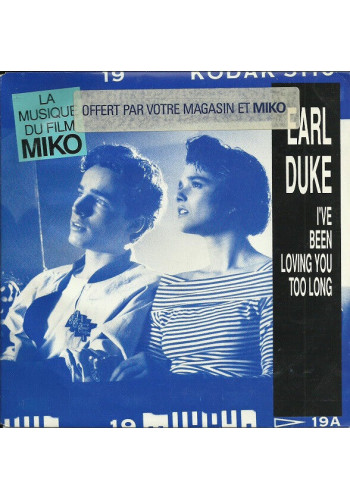 19 KODAK 5110
LA
MUSIQUE
DU FILM
MIKO
OFFERT PAR VOTRE MAGASIN ET MIKO
EARL
DUKE
I'VE
BEEN
LOVING YOU
TOO LONG
19
19A